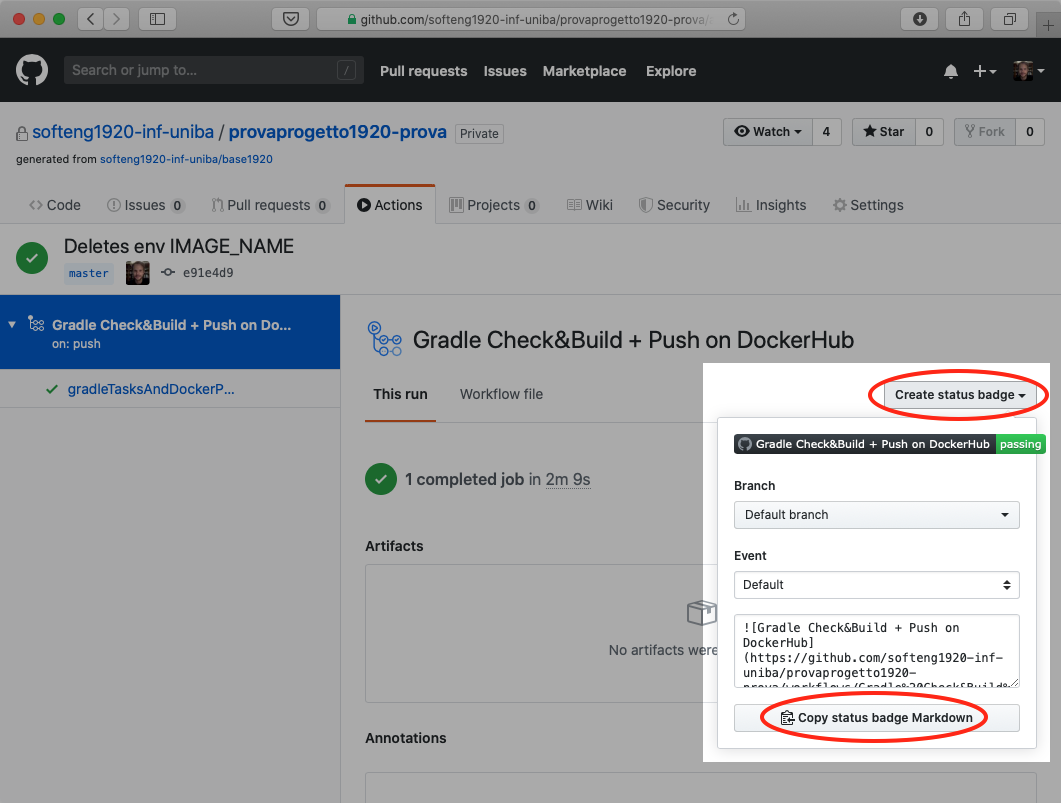 github.com/softeng1920-inf-uniba/provaprogetto1920-prova/
Search or jump to...
/
Pull requests
Issues
Marketplace
Explore
softeng1920-inf-uniba / provaprogetto1920-prova
Private
Watch
4
Star
0
Fork
0
generated from softeng1920-inf-uniba/base1920
Code
Issues 0
Pull requests 0
Actions
Projects 0
Wiki
Security
Insights
Settings
Deletes env IMAGE_NAME
master
e91e4d9
Gradle Check&Build + Push on Do...
on: push
gradleTasksAndDockerP...
Gradle Check&Build + Push on DockerHub
This run
Workflow file
Create status badge
Gradle Check&Build + Push on DockerHub passing
1 completed job in 2m 9s
Branch
Default branch
Artifacts
Event
Default
No artifacts were
![Gradle Check&Build + Push on
DockerHub]
(https://github.com/softeng1920-inf-
uniba/provaprogetto1920-
prova/workflows/Gradle%20Check&Build%
Copy status badge Markdown
Annotations